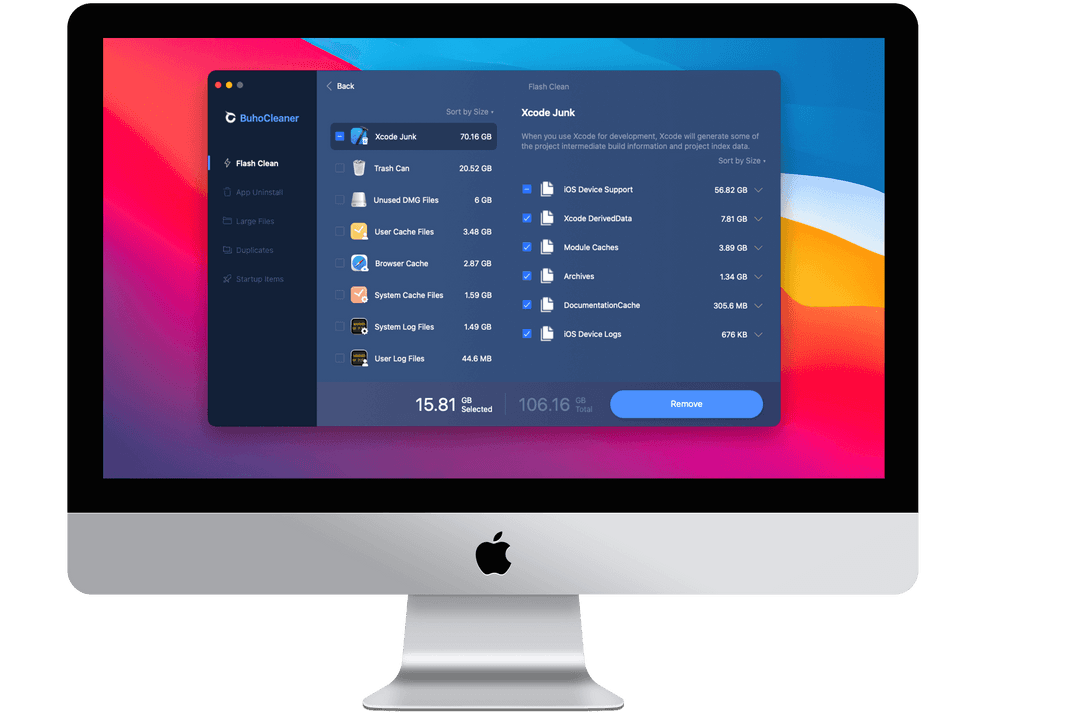 Back
Flash Clean
BuhoCleaner
Flash Clean
App Uninstall
Large Files
Duplicates
Startup Items
Sort by Size
Xcode Junk 70.16 GB
Trash Can 20.52 GB
Unused DMG Files 6 GB
User Cache Files 3.48 GB
Browser Cache 2.87 GB
System Cache Files 1.59 GB
System Log Files 1.49 GB
User Log Files 44.6 MB
Xcode Junk
When you use Xcode for development, Xcode will generate some of
the project intermediate build information and project index data.
Sort by Size
iOS Device Support 56.82 GB
Xcode DerivedData 7.81 GB
Module Caches 3.89 GB
Archives 1.34 GB
DocumentationCache 305.6 MB
iOS Device Logs 676 KB
15.81 GB Selected
106.16 GB Total
Remove